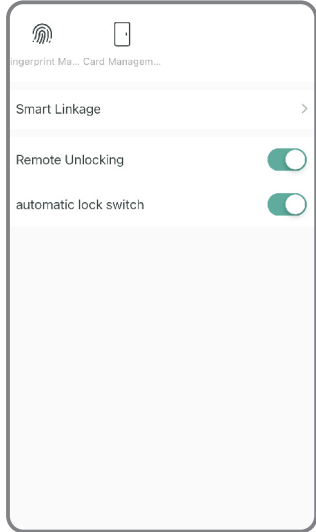 ingerprint Ma... Card Managem...
Smart Linkage
Remote Unlocking
automatic lock switch